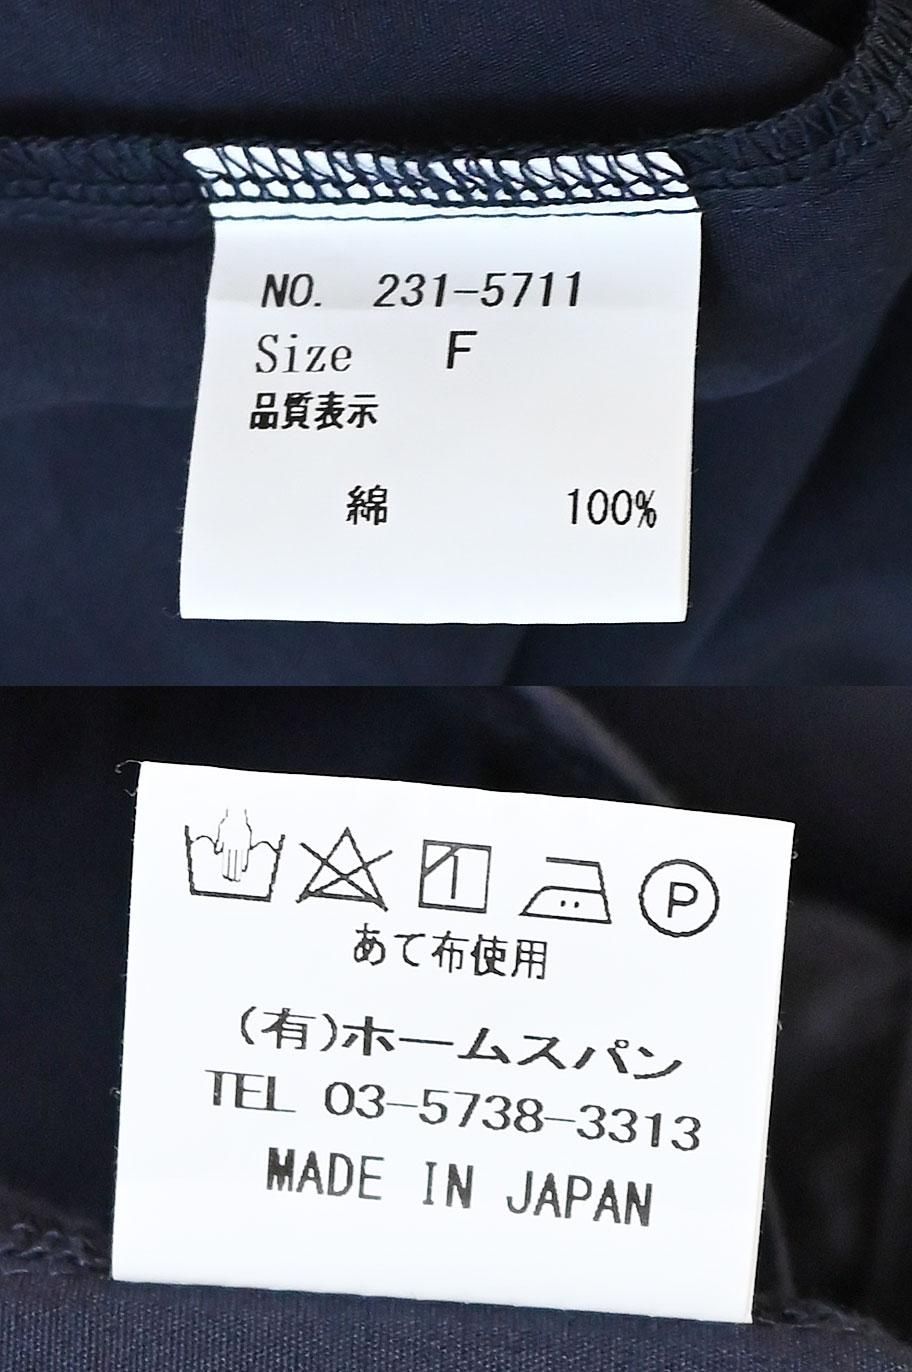 NO. 231-5711
Size F
品質表示
綿 100%
P
あて布使用
(有)ホームスパン
TEL 03-5738-3313
MADE IN JAPAN